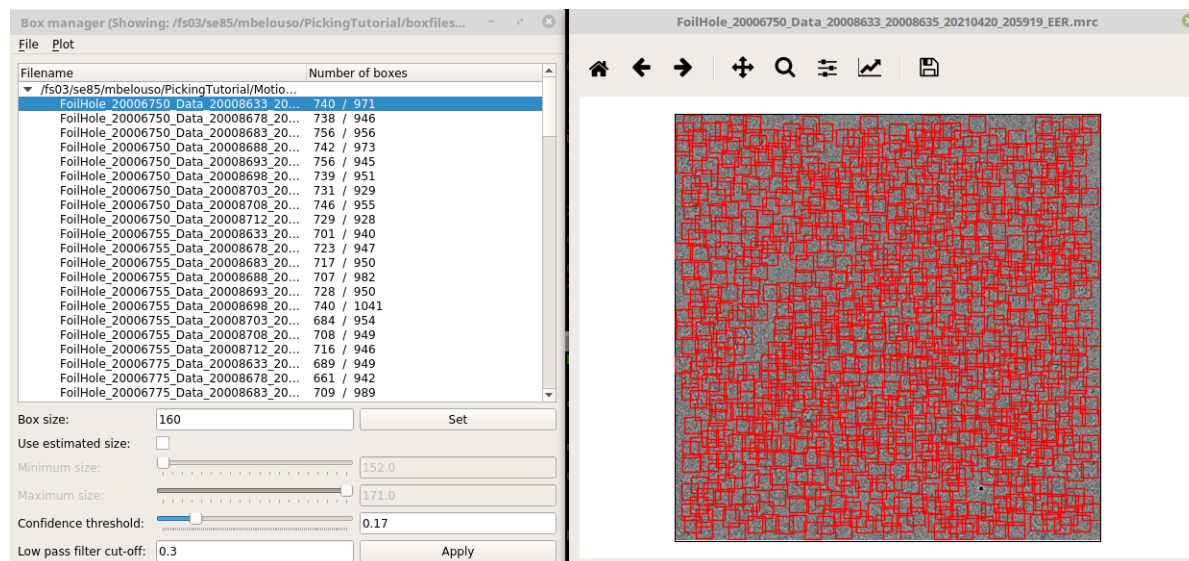 Box manager (Showing: /fs03/se85/mbelouso/PickingTutorial/boxfiles...
File Plot
Filename Number of boxes
/fs03/se85/mbelouso/PickingTutorial/Motio...
FoilHole_20006750_Data_20008633_20... 740 / 971
FoilHole_20006750_Data_20008678_20... 738 / 946
FoilHole_20006750_Data_20008683_20... 756 / 956
FoilHole_20006750_Data_20008688_20... 742 / 973
FoilHole_20006750_Data_20008693_20... 756 / 945
FoilHole_20006750_Data_20008698_20... 739 / 951
FoilHole_20006750_Data_20008703_20... 731 / 929
FoilHole_20006750_Data_20008708_20... 746 / 955
FoilHole_20006750_Data_20008712_20... 729 / 928
FoilHole_20006755_Data_20008633_20... 701 / 940
FoilHole_20006755_Data_20008678_20... 723 / 947
FoilHole_20006755_Data_20008683_20... 717 / 950
FoilHole_20006755_Data_20008688_20... 707 / 982
FoilHole_20006755_Data_20008693_20... 728 / 950
FoilHole_20006755_Data_20008698_20... 740 / 1041
FoilHole_20006755_Data_20008703_20... 684 / 954
FoilHole_20006755_Data_20008708_20... 708 / 949
FoilHole_20006755_Data_20008712_20... 716 / 946
FoilHole_20006775_Data_20008633_20... 689 / 949
FoilHole_20006775_Data_20008678_20... 661 / 942
FoilHole_20006775_Data_20008683_20... 709 / 989
Box size: 160 Set
Use estimated size:
Minimum size: 152.0
Maximum size: 171.0
Confidence threshold: 0.17
Low pass filter cut-off: 0.3 Apply
FoilHole_20006750_Data_20008633_20008635_20210420_205919_EER.mrc